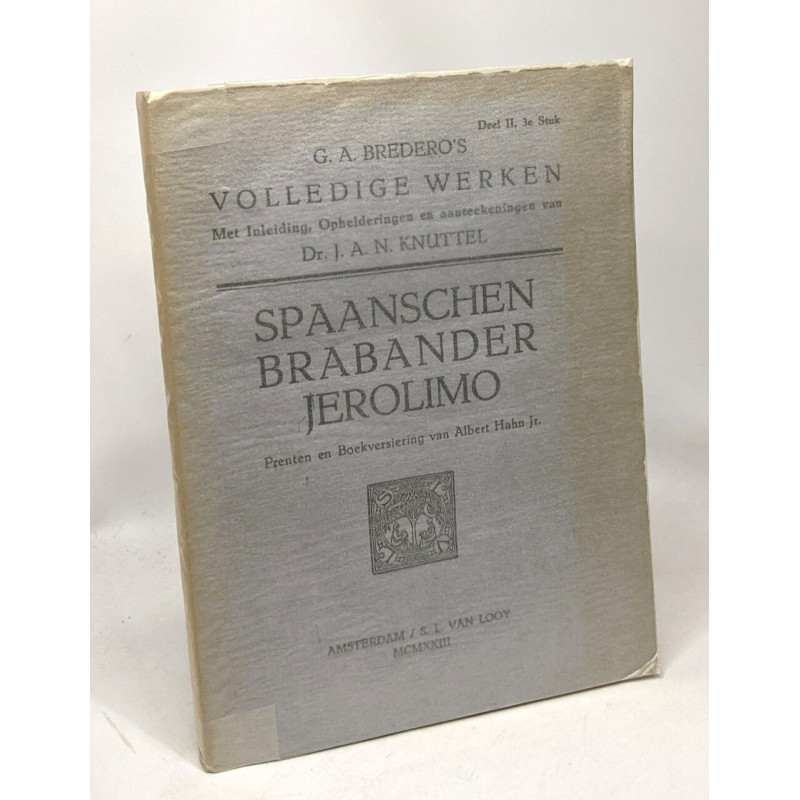 Deel II, 3e Stuk
G. A. BREDERO'S
VOLLEDIGE WERKEN
Met Inleiding, Ophelderingen en aanteekeningen van
Dr. J. A. N. KNUTTEL
SPAANSCHEN
BRABANDER
JEROLIMO
Prenten en Boekversiering van Albert Hahn Jr.
S L
V L
AMSTERDAM / S. L. VAN LOOY
MCMXXIII